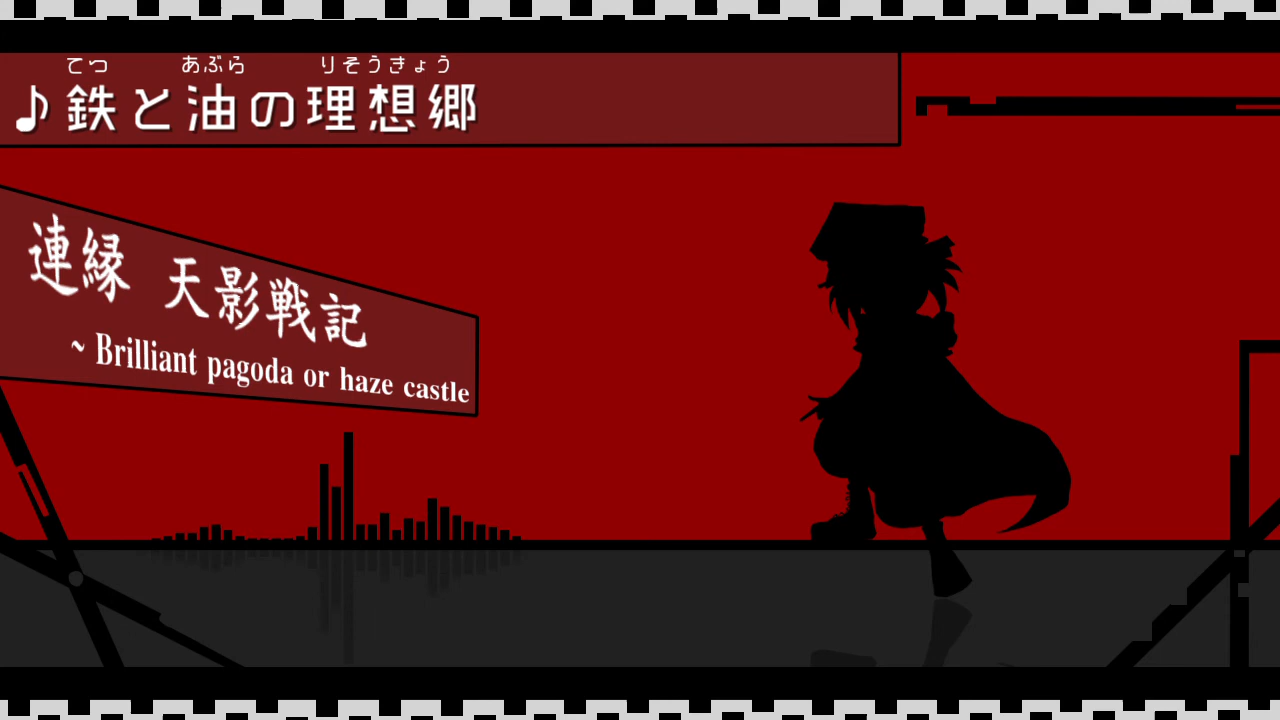 てつ あぶら りそうきょう
♪鉄と油の理想郷
連縁 天影戦記
~ Brilliant pagoda or haze castle